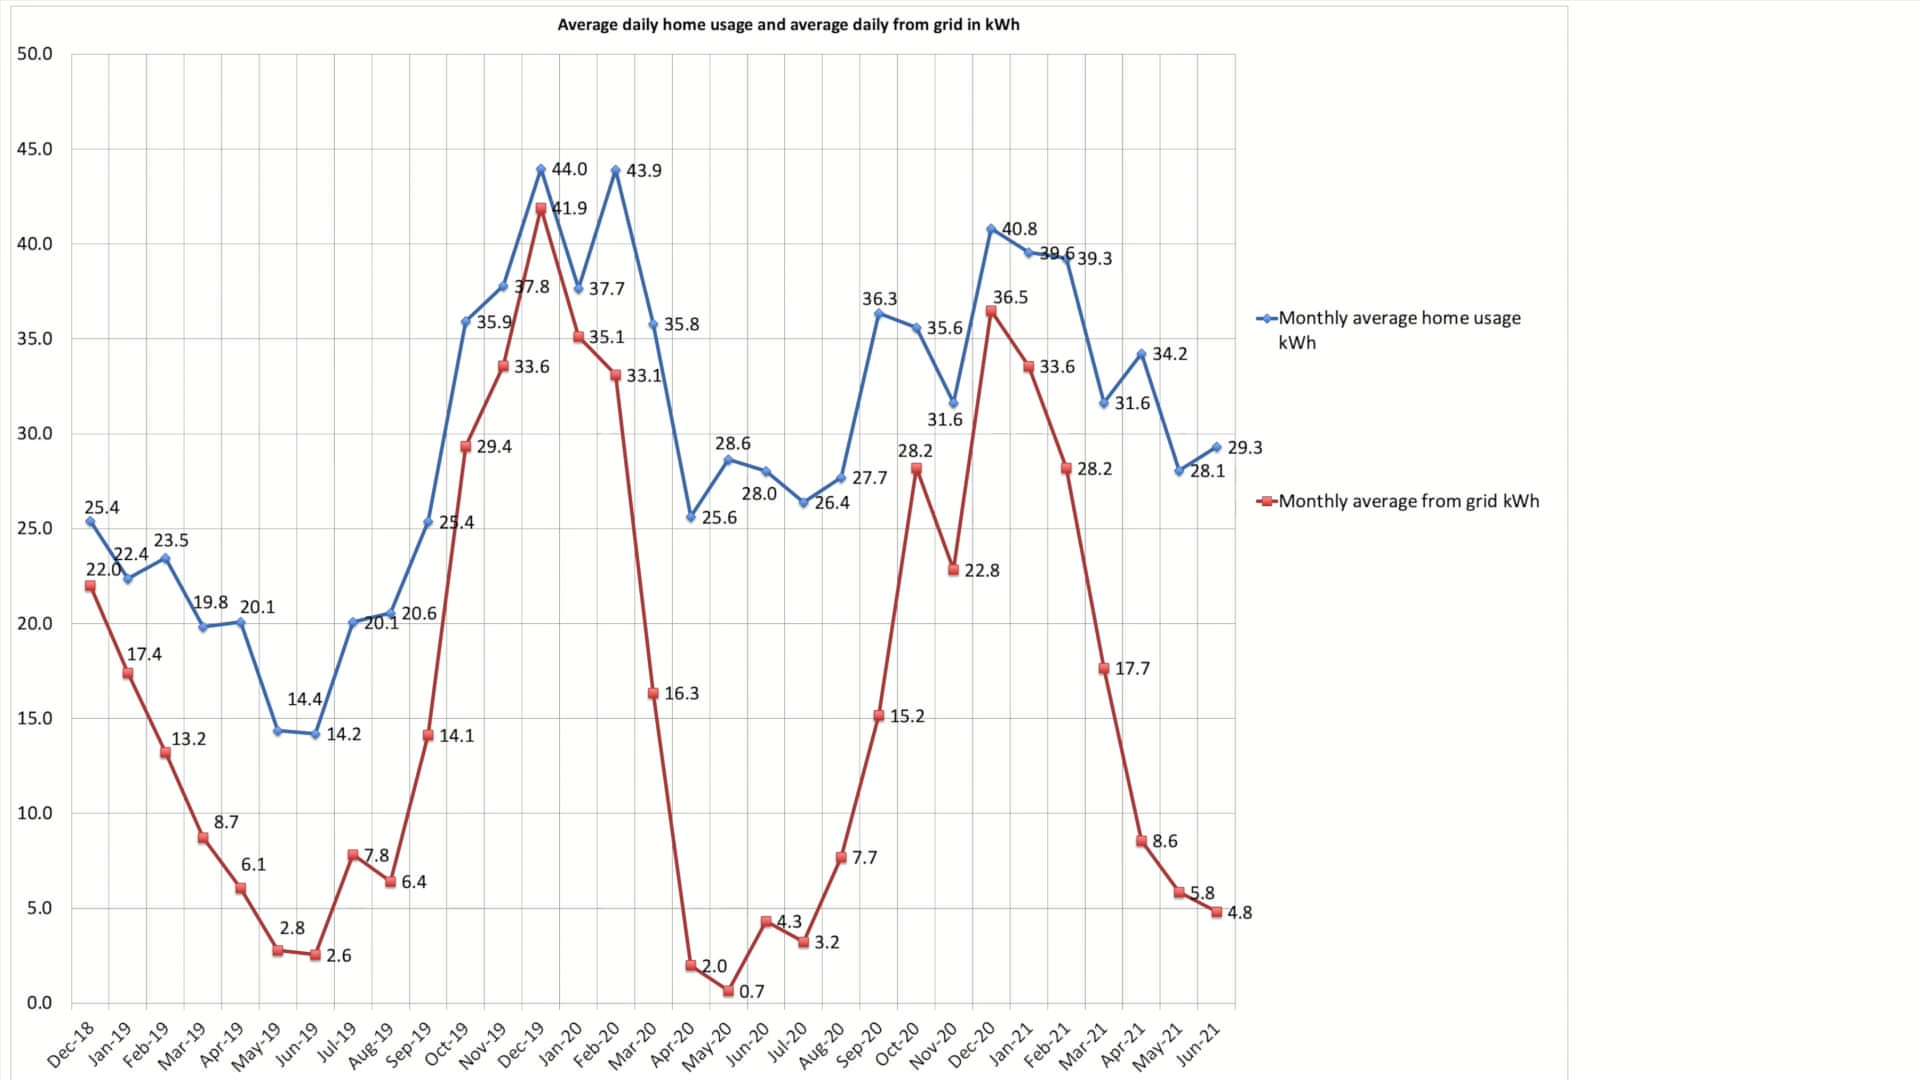 Average daily home usage and average daily from grid in kWh
50.0
45.0
40.0
35.0
30.0
25.0
20.0
15.0
10.0
5.0
0.0
25.4
22.4
23.5
19.8
20.1
14.4
14.2
20.1
20.6
25.4
35.9
37.8
44.0
37.7
43.9
35.8
25.6
28.6
28.0
26.4
27.7
36.3
35.6
31.6
40.8
39.6
39.3
31.6
34.2
28.1
29.3
22.0
17.4
13.2
8.7
6.1
2.8
2.6
7.8
6.4
14.1
29.4
33.6
41.9
35.1
33.1
16.3
2.0
0.7
4.3
3.2
7.7
15.2
28.2
22.8
36.5
33.6
28.2
17.7
8.6
5.8
4.8
Dec-18
Jan-19
Feb-19
Mar-19
Apr-19
May-19
Jun-19
Jul-19
Aug-19
Sep-19
Oct-19
Nov-19
Dec-19
Jan-20
Feb-20
Mar-20
Apr-20
May-20
Jun-20
Jul-20
Aug-20
Sep-20
Oct-20
Nov-20
Dec-20
Jan-21
Feb-21
Mar-21
Apr-21
May-21
Jun-21
Monthly average home usage
kWh
Monthly average from grid kWh